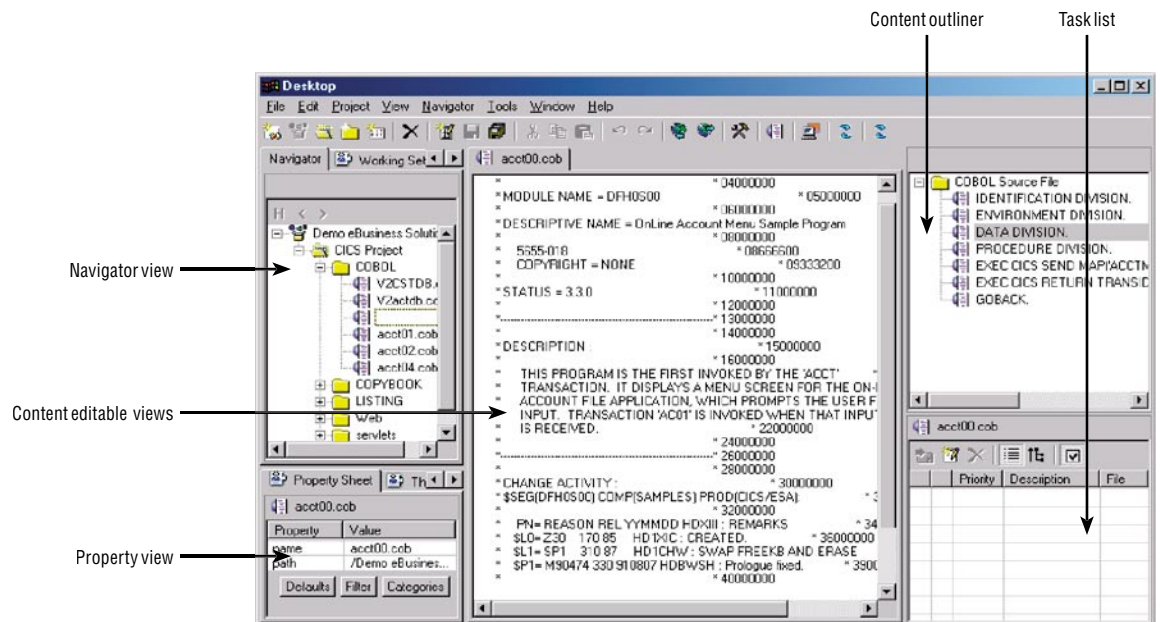 Content outliner
Task list
Desktop
File Edit Project View Navigator Tools Window Help
Navigator
Working Set
acct00.cob
H < >
Demo eBusiness Solutic
CICS Project
COBOL
V2CSTDB.
V2actdb.cc
acct01.cob
acct02.cob
acct04.cob
COPYBOOK
LISTING
Web
servlets
Navigator view
Content editable views
Property view
Property Sheet
Th
acct00.cob
Property Value
name acct00.cob
path /Demo eBusines...
Defaults Filter Categories
* * 04000000
*MODULE NAME = DFH0S00 * 05000000
* * 06000000
*DESCRIPTIVE NAME = OnLine Account Menu Sample Program
* * 08000000
* 5655-018 * 08666600
* COPYRIGHT = NONE * 09333200
* * 10000000
*STATUS = 3.3.0 * 11000000
* * 12000000
*------------------------------------------------* 13000000
* * 14000000
*DESCRIPTION : * 15000000
* * 16000000
* THIS PROGRAM IS THE FIRST INVOKED BY THE 'ACCT' *
* TRANSACTION. IT DISPLAYS A MENU SCREEN FOR THE ON-
* ACCOUNT FILE APPLICATION, WHICH PROMPTS THE USER F
* INPUT. TRANSACTION 'AC01' IS INVOKED WHEN THAT INPU
* IS RECEIVED. * 22000000
* * 24000000
*------------------------------------------------* 26000000
* * 28000000
*CHANGE ACTIVITY : * 30000000
*$SEG(DFH0S00) COMP(SAMPLES) PROD(CICS/ESA): * 3
* * 32000000
* PN= REASON REL YYMMDD HDXIII : REMARKS * 34
* $L0= Z30 170 85 HD1XIC : CREATED. * 36000000
* $L1= SP1 310 87 HD1CHW : SWAP FREEKB AND ERASE
* $P1= M90474 330 910807 HDBWSH : Prologue fixed. * 3900
* * 40000000
COBOL Source File
IDENTIFICATION DIVISION.
ENVIRONMENT DIVISION.
DATA DIVISION.
PROCEDURE DIVISION.
EXEC CICS SEND MAP('ACCTM
EXEC CICS RETURN TRANSID
GOBACK.
acct00.cob
Priority Description File